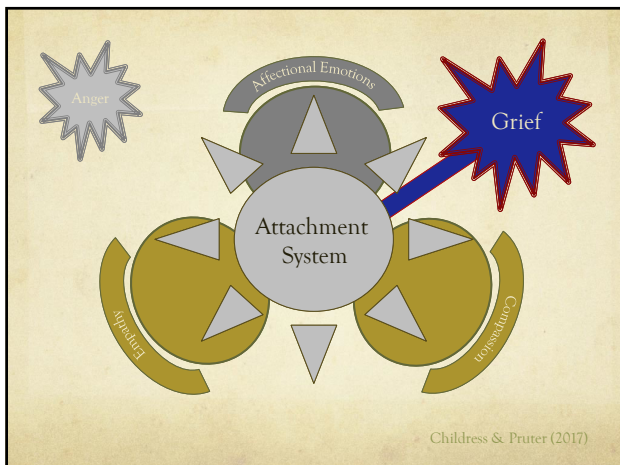 Affectional Emotions
Anger
Grief
Attachment
System
Empathy
Compassion
Childress & Pruter (2017)